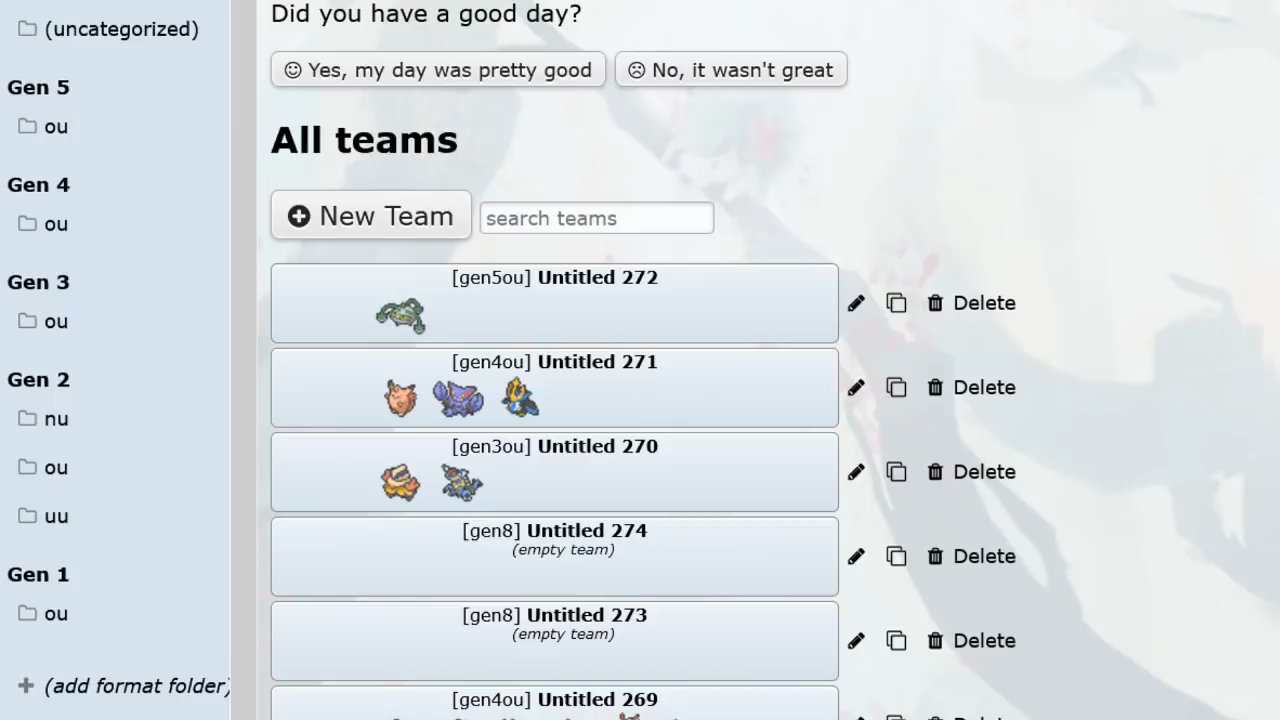 Did you have a good day?
Yes, my day was pretty good
No, it wasn't great
(uncategorized)
Gen 5
ou
Gen 4
ou
Gen 3
ou
Gen 2
nu
ou
uu
Gen 1
ou
(add format folder)
All teams
New Team
search teams
[gen5ou] Untitled 272
Delete
[gen4ou] Untitled 271
Delete
[gen3ou] Untitled 270
Delete
[gen8] Untitled 274
(empty team)
Delete
[gen8] Untitled 273
(empty team)
Delete
[gen4ou] Untitled 269
Delete